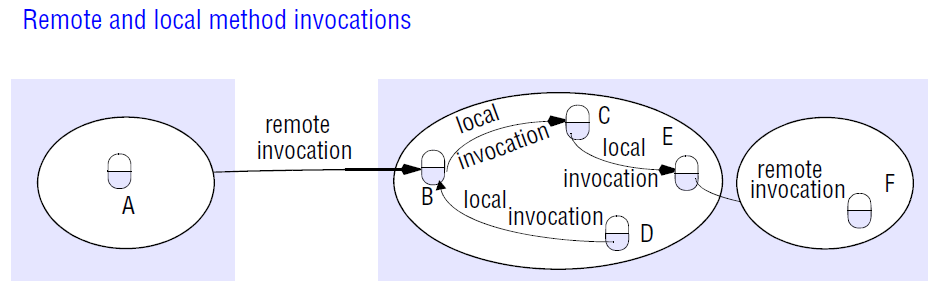 Remote and local method invocations
remote
invocation
A
B
local
invocation
C
local
invocation
E
local
invocation
D
remote
invocation
F